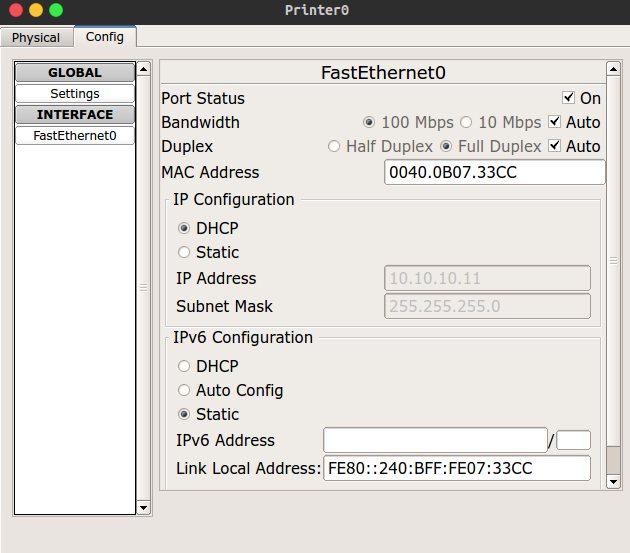 Printer0
Physical Config
GLOBAL
Settings
INTERFACE
FastEthernet0
FastEthernet0
Port Status On
Bandwidth 100 Mbps 10 Mbps Auto
Duplex Half Duplex Full Duplex Auto
MAC Address 0040.0B07.33CC
IP Configuration
DHCP
Static
IP Address 10.10.10.11
Subnet Mask 255.255.255.0
IPv6 Configuration
DHCP
Auto Config
Static
IPv6 Address /
Link Local Address: FE80::240:BFF:FE07:33CC